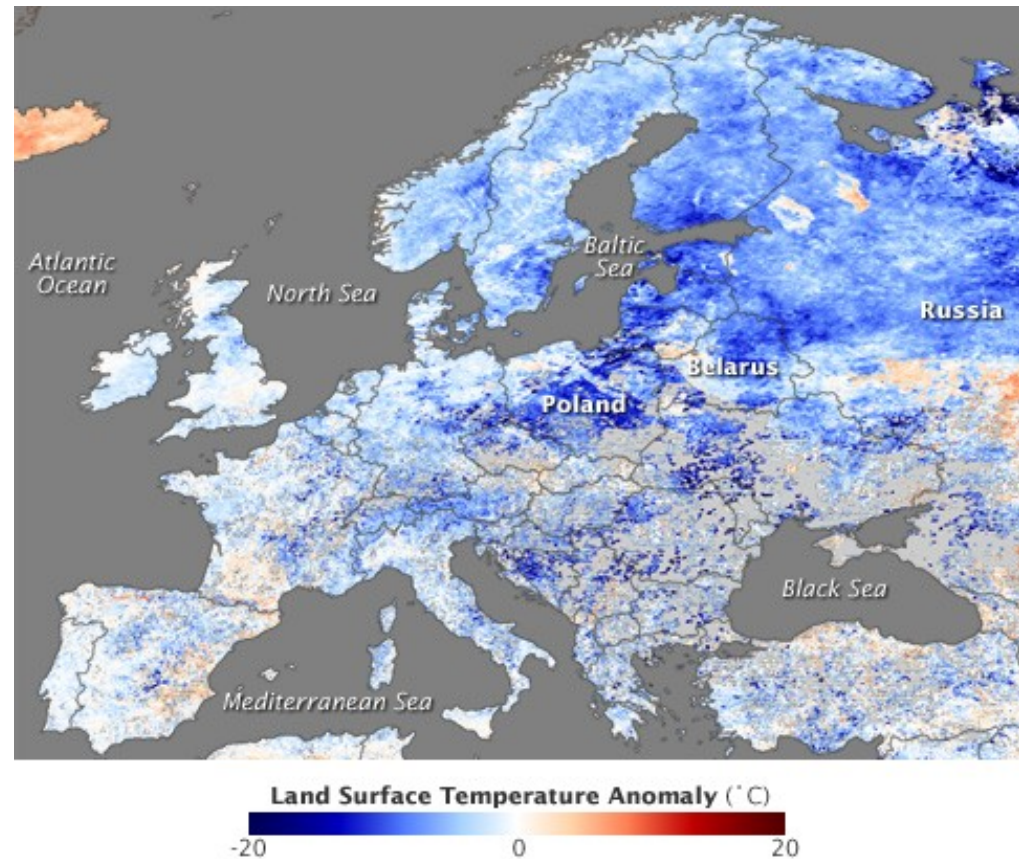 Atlantic
Ocean
North Sea
Baltic
Sea
Russia
Belarus
Poland
Black Sea
Mediterranean Sea
Land Surface Temperature Anomaly (˚C)
-20 0 20